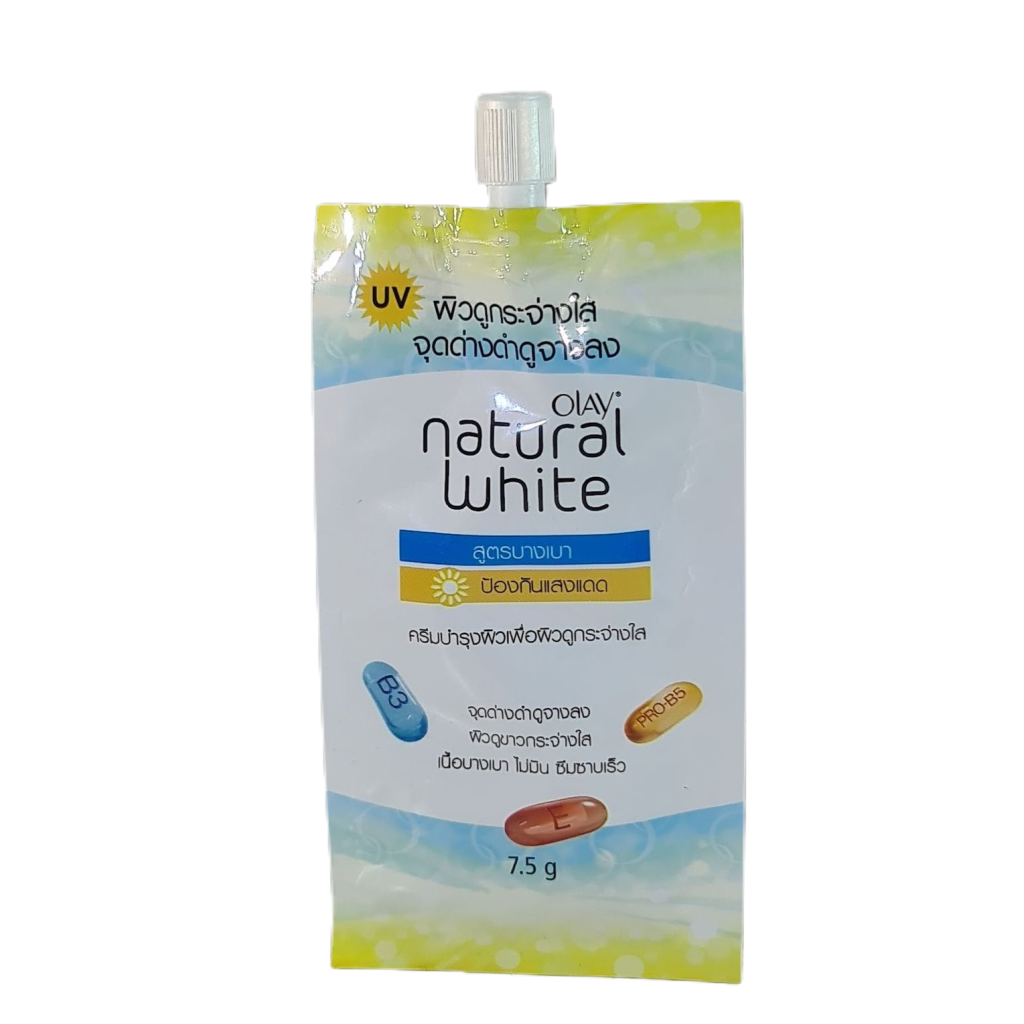 UV
ผิวดูกระจ่างใส
จุดด่างดำดูจางลง
OLAY®
natural
white
สูตรบางเบา
ป้องกันแสงแดด
ครีมบำรุงผิวเพื่อผิวดูกระจ่างใส
B3
PRO-B5
จุดด่างดำดูจางลง
ผิวดูขาวกระจ่างใส
เนื้อบางเบา ไม่มัน ซึมซาบเร็ว
E
7.5 g